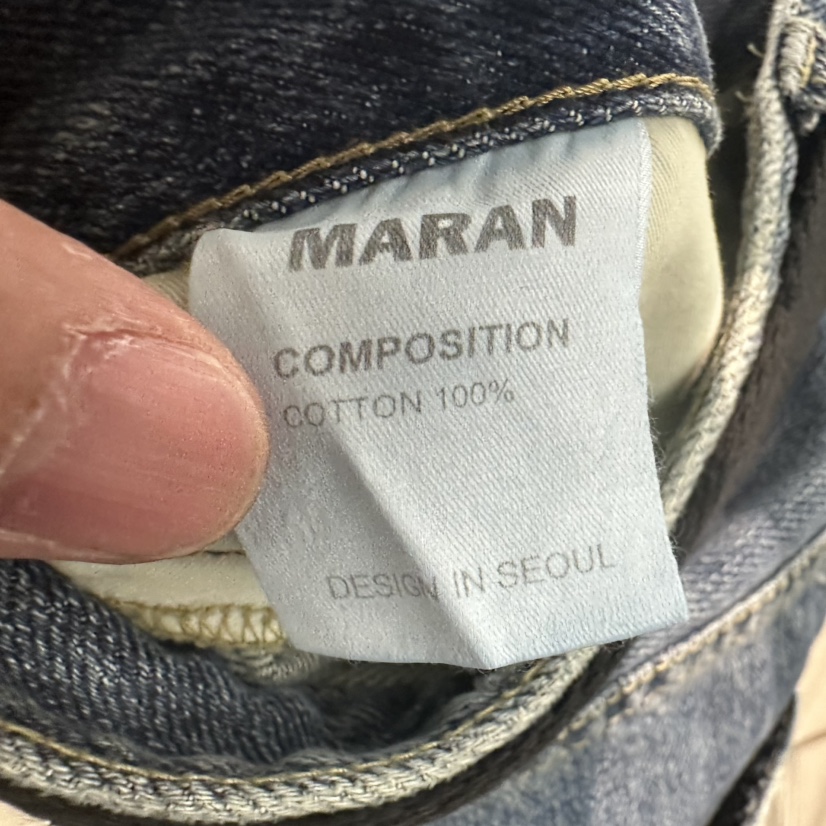 MARAN
COMPOSITION
COTTON 100%
DESIGN IN SEOUL